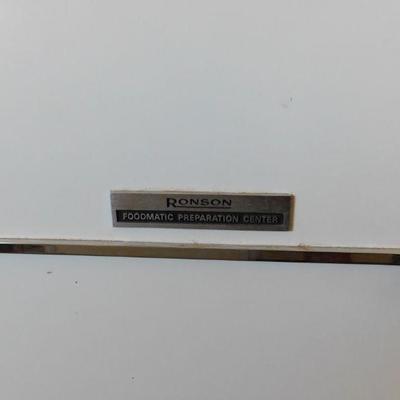 RONSON
FOODMATIC PREPARATION CENTER